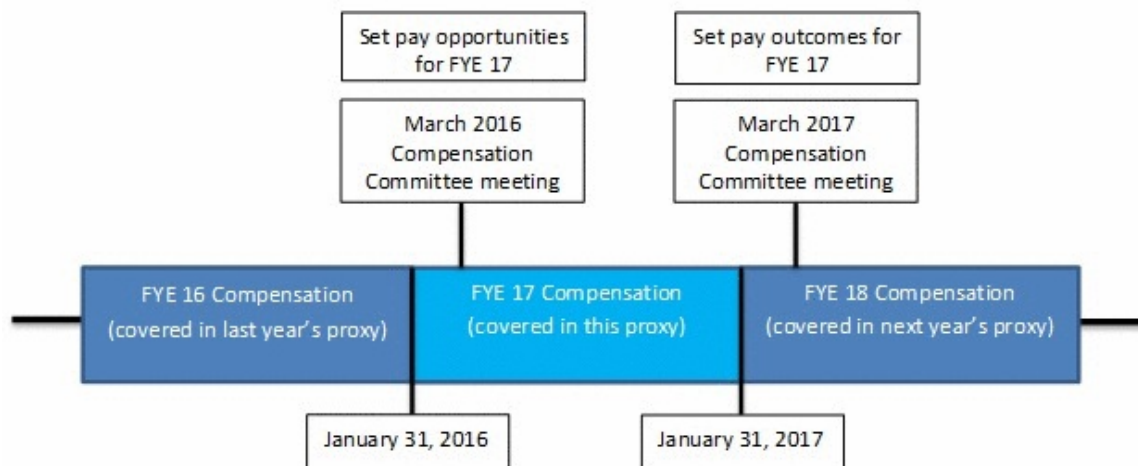 Set pay opportunities
for FYE 17
Set pay outcomes for
FYE 17
March 2016
Compensation
Committee meeting
March 2017
Compensation
Committee meeting
FYE 16 Compensation
(covered in last year's proxy)
FYE 17 Compensation
(covered in this proxy)
FYE 18 Compensation
(covered in next year's proxy)
January 31, 2016
January 31, 2017